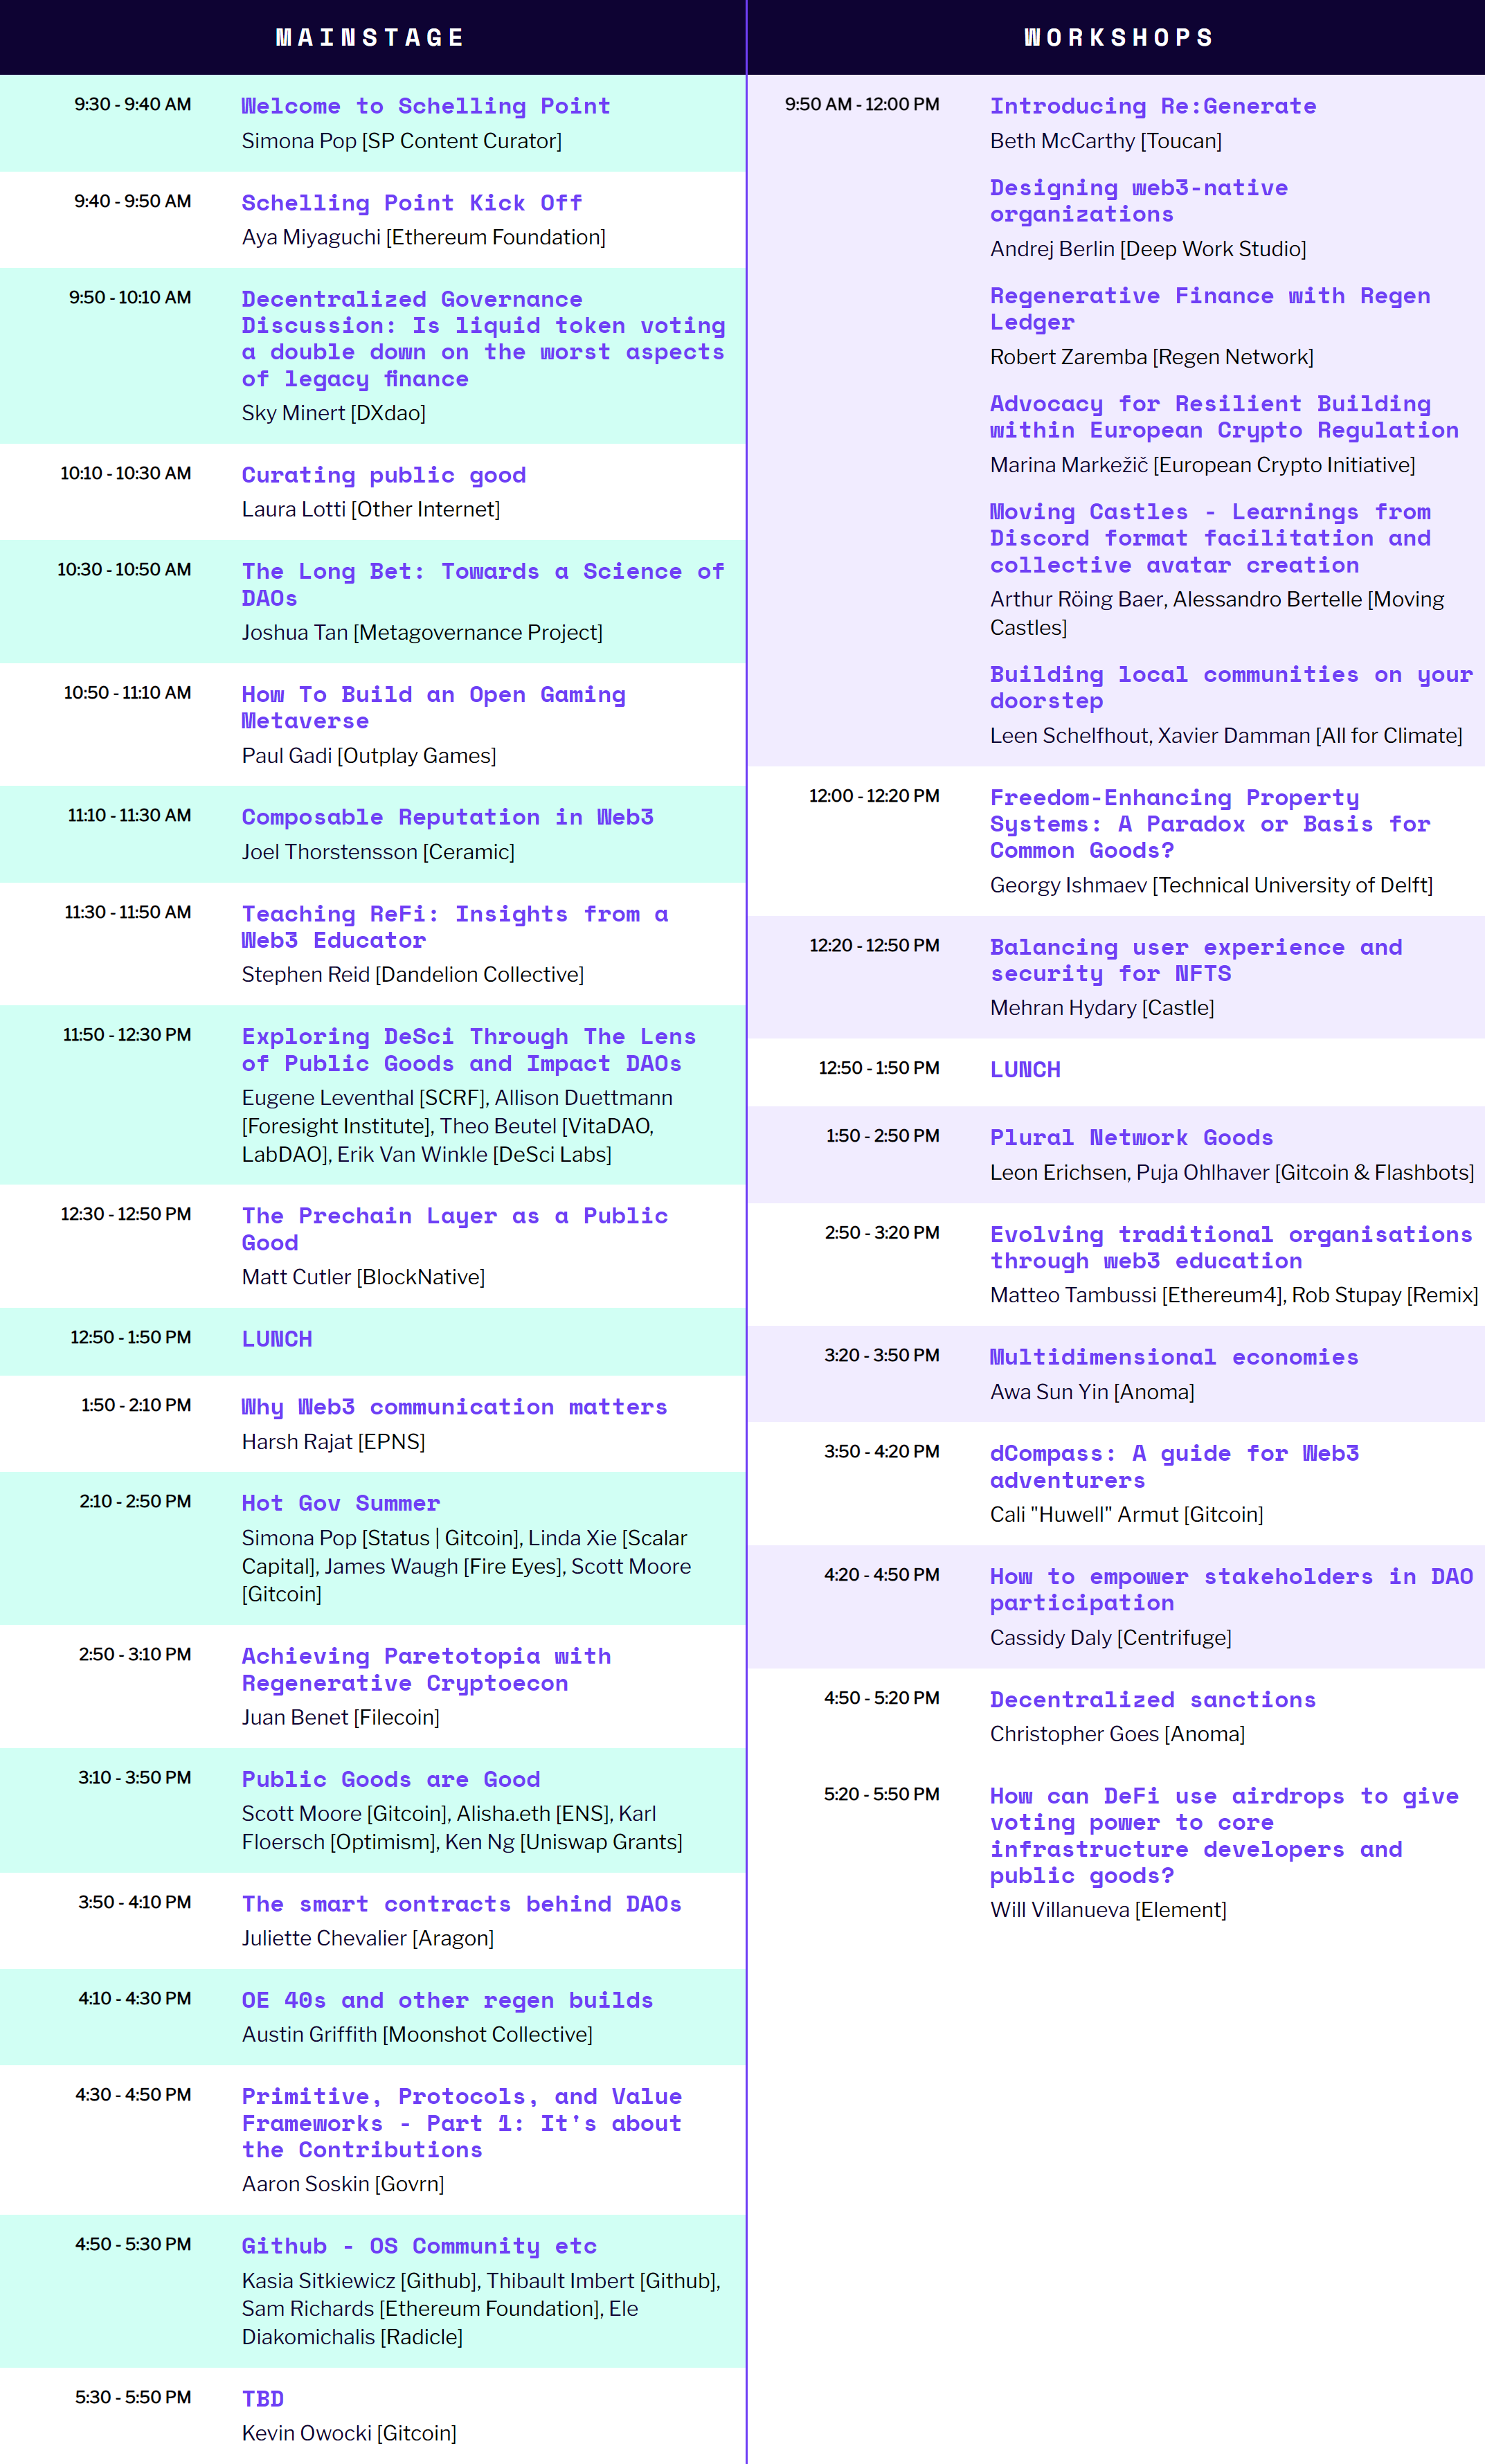 MAINSTAGE
9:30 - 9:40 AM
Welcome to Schelling Point
Simona Pop [SP Content Curator]
9:40 - 9:50 AM
Schelling Point Kick Off
Aya Miyaguchi [Ethereum Foundation]
9:50 - 10:10 AM
Decentralized Governance
Discussion: Is liquid token voting
a double down on the worst aspects
of legacy finance
Sky Minert [DXdao]
10:10 - 10:30 AM
Curating public good
Laura Lotti [Other Internet]
10:30 - 10:50 AM
The Long Bet: Towards a Science of
DAOs
Joshua Tan [Metagovernance Project]
10:50 - 11:10 AM
How To Build an Open Gaming
Metaverse
Paul Gadi [Outplay Games]
11:10 - 11:30 AM
Composable Reputation in Web3
Joel Thorstensson [Ceramic]
11:30 - 11:50 AM
Teaching ReFi: Insights from a
Web3 Educator
Stephen Reid [Dandelion Collective]
11:50 - 12:30 PM
Exploring DeSci Through The Lens
of Public Goods and Impact DAOs
Eugene Leventhal [SCRF], Allison Duettmann
[Foresight Institute], Theo Beutel [VitaDAO,
LabDAO], Erik Van Winkle [DeSci Labs]
12:30 - 12:50 PM
The Prechain Layer as a Public
Good
Matt Cutler [BlockNative]
12:50 - 1:50 PM
LUNCH
1:50 - 2:10 PM
Why Web3 communication matters
Harsh Rajat [EPNS]
2:10 - 2:50 PM
Hot Gov Summer
Simona Pop [Status | Gitcoin], Linda Xie [Scalar
Capital], James Waugh [Fire Eyes], Scott Moore
[Gitcoin]
2:50 - 3:10 PM
Achieving Paretotopia with
Regenerative Cryptoecon
Juan Benet [Filecoin]
3:10 - 3:50 PM
Public Goods are Good
Scott Moore [Gitcoin], Alisha.eth [ENS], Karl
Floersch [Optimism], Ken Ng [Uniswap Grants]
3:50 - 4:10 PM
The smart contracts behind DAOs
Juliette Chevalier [Aragon]
4:10 - 4:30 PM
OE 40s and other regen builds
Austin Griffith [Moonshot Collective]
4:30 - 4:50 PM
Primitive, Protocols, and Value
Frameworks - Part 1: It's about
the Contributions
Aaron Soskin [Govrn]
4:50 - 5:30 PM
Github - OS Community etc
Kasia Sitkiewicz [Github], Thibault Imbert [Github],
Sam Richards [Ethereum Foundation], Ele
Diakomichalis [Radicle]
5:30 - 5:50 PM
TBD
Kevin Owocki [Gitcoin]
WORKSHOPS
9:50 AM - 12:00 PM
Introducing Re:Generate
Beth McCarthy [Toucan]
Designing web3-native
organizations
Andrej Berlin [Deep Work Studio]
Regenerative Finance with Regen
Ledger
Robert Zaremba [Regen Network]
Advocacy for Resilient Building
within European Crypto Regulation
Marina Markežič [European Crypto Initiative]
Moving Castles - Learnings from
Discord format facilitation and
collective avatar creation
Arthur Röing Baer, Alessandro Bertelle [Moving
Castles]
Building local communities on your
doorstep
Leen Schelfhout, Xavier Damman [All for Climate]
12:00 - 12:20 PM
Freedom-Enhancing Property
Systems: A Paradox or Basis for
Common Goods?
Georgy Ishmaev [Technical University of Delft]
12:20 - 12:50 PM
Balancing user experience and
security for NFTS
Mehran Hydary [Castle]
12:50 - 1:50 PM
LUNCH
1:50 - 2:50 PM
Plural Network Goods
Leon Erichsen, Puja Ohlhaver [Gitcoin & Flashbots]
2:50 - 3:20 PM
Evolving traditional organisations
through web3 education
Matteo Tambussi [Ethereum4], Rob Stupay [Remix]
3:20 - 3:50 PM
Multidimensional economies
Awa Sun Yin [Anoma]
3:50 - 4:20 PM
dCompass: A guide for Web3
adventurers
Cali "Huwell" Armut [Gitcoin]
4:20 - 4:50 PM
How to empower stakeholders in DAO
participation
Cassidy Daly [Centrifuge]
4:50 - 5:20 PM
Decentralized sanctions
Christopher Goes [Anoma]
5:20 - 5:50 PM
How can DeFi use airdrops to give
voting power to core
infrastructure developers and
public goods?
Will Villanueva [Element]